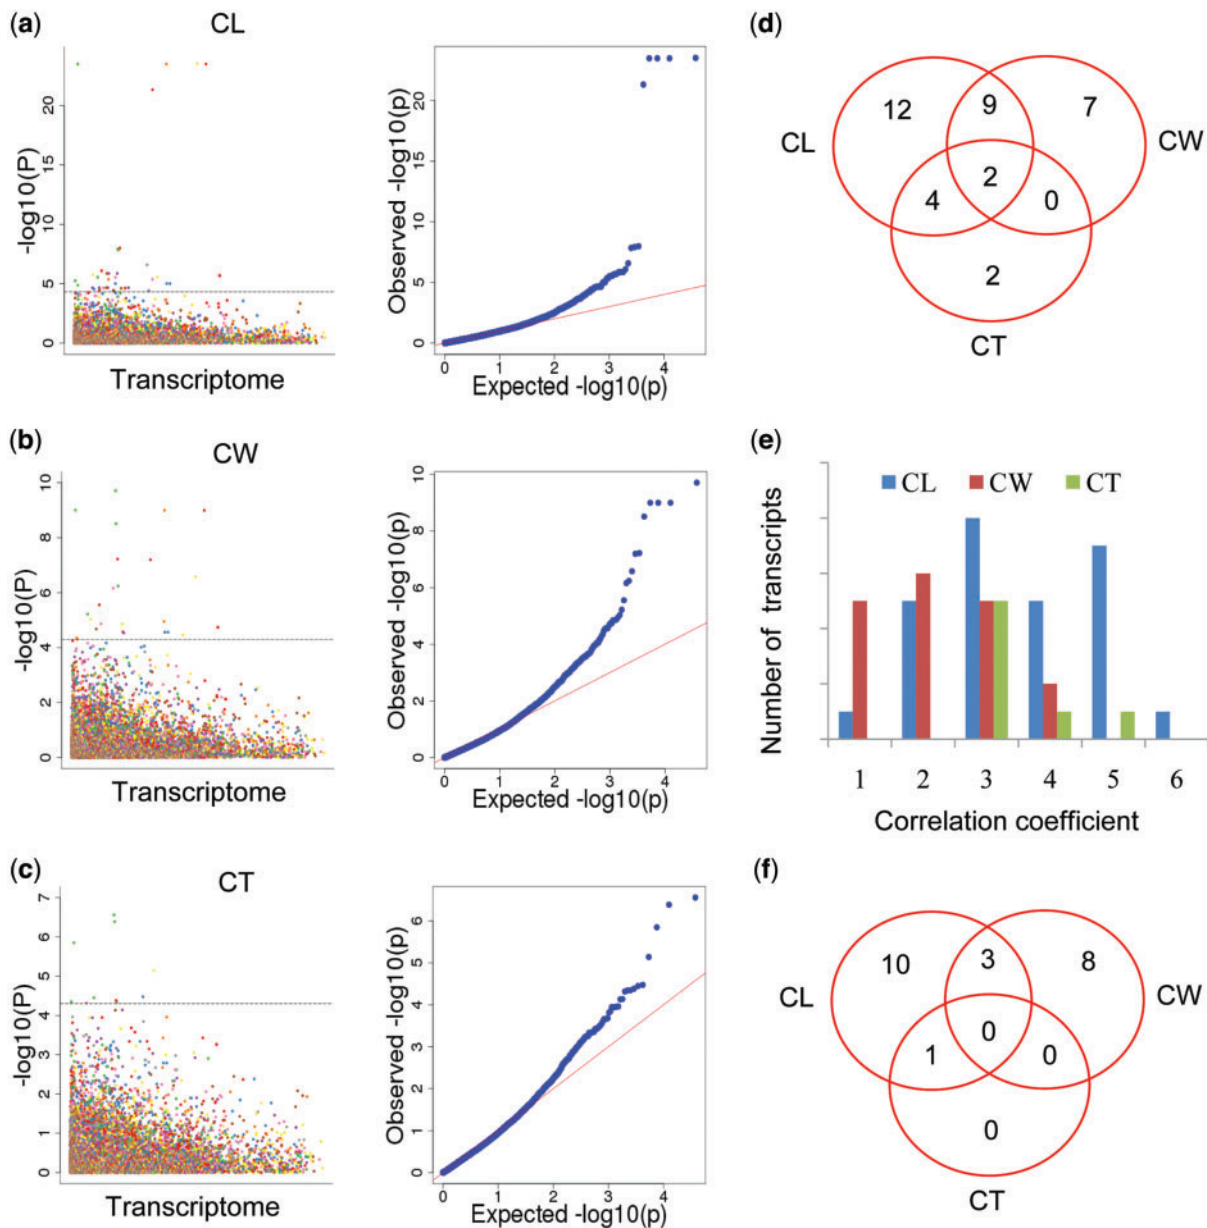 (a)
CL
-log10(P)
0 5 10 15 20
Transcriptome
Observed -log10(p)
0 5 10 15 20
0 1 2 3 4
Expected -log10(p)
(b)
CW
-log10(P)
0 2 4 6 8 10
Transcriptome
Observed -log10(p)
0 2 4 6 8 10
0 1 2 3 4
Expected -log10(p)
(c)
CT
-log10(P)
0 1 2 3 4 5 6 7
Transcriptome
Observed -log10(p)
0 1 2 3 4 5 6
0 1 2 3 4
Expected -log10(p)
(d)
12 9 7
CL CW
2
4 0
2
CT
(e)
CL CW CT
Number of transcripts
1 2 3 4 5 6
Correlation coefficient
(f)
10 3 8
CL CW
0
1 0
0
CT